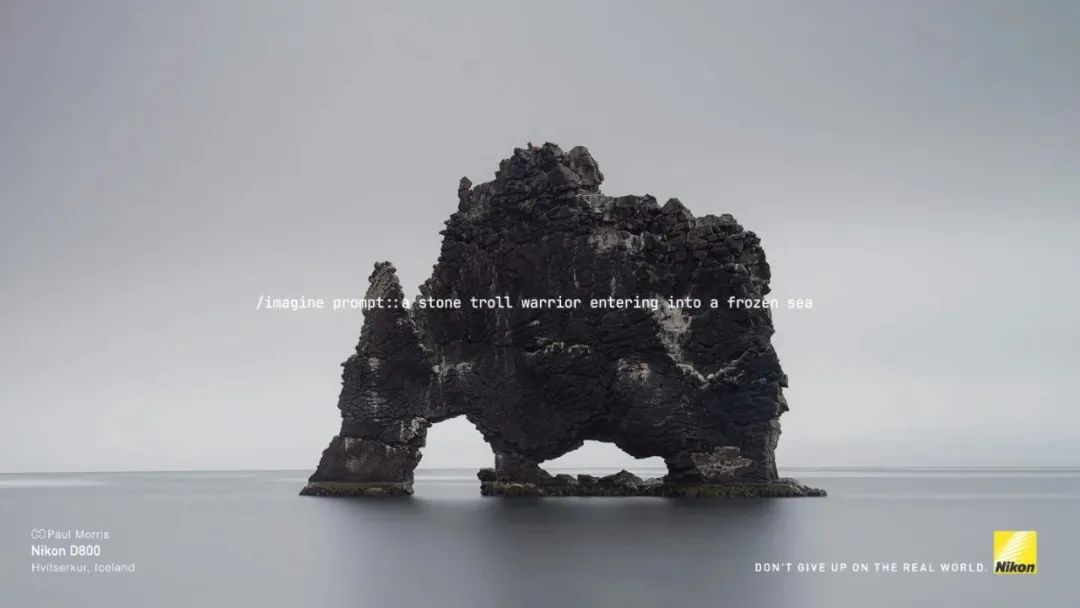 /imagine prompt::a stone troll warrior entering into a frozen sea
Paul Morris
Nikon D800
Hvitserkur, Iceland
DON'T GIVE UP ON THE REAL WORLD.
Nikon